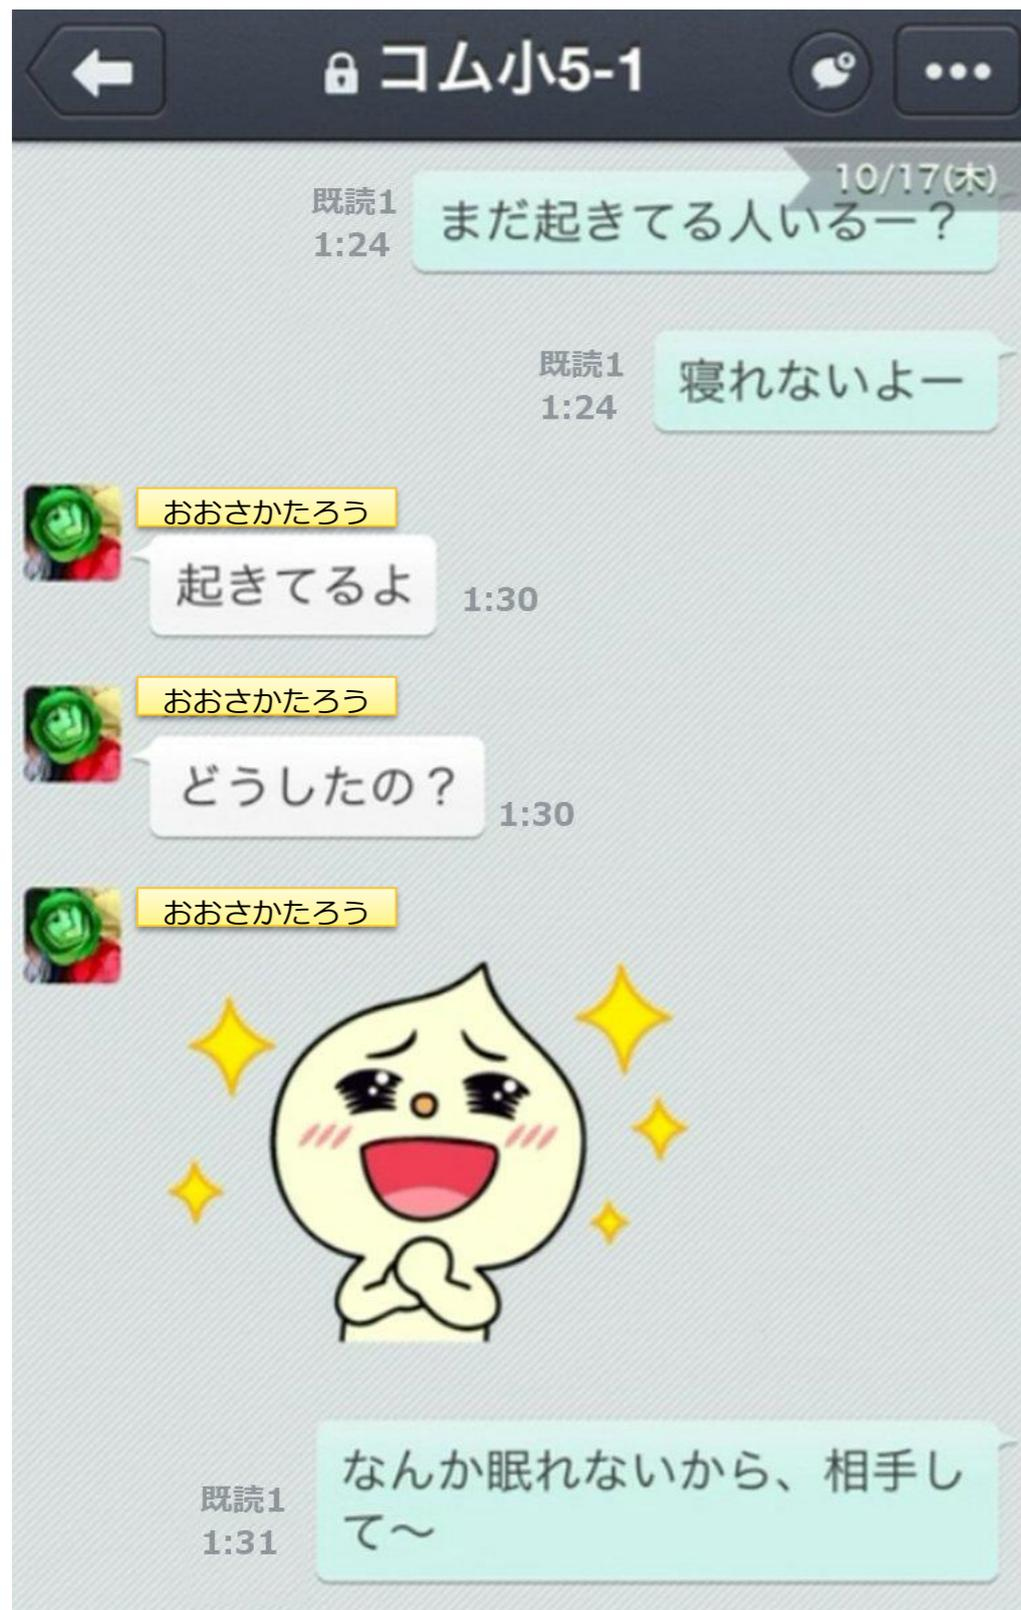 コム小5-1
10/17(木)
まだ起きてる人いるー？
既読1
1:24
寝れないよー
既読1
1:24
おおさかたろう
起きてるよ
1:30
おおさかたろう
どうしたの？
1:30
おおさかたろう
なんか眠れないから、相手し
て～
既読1
1:31